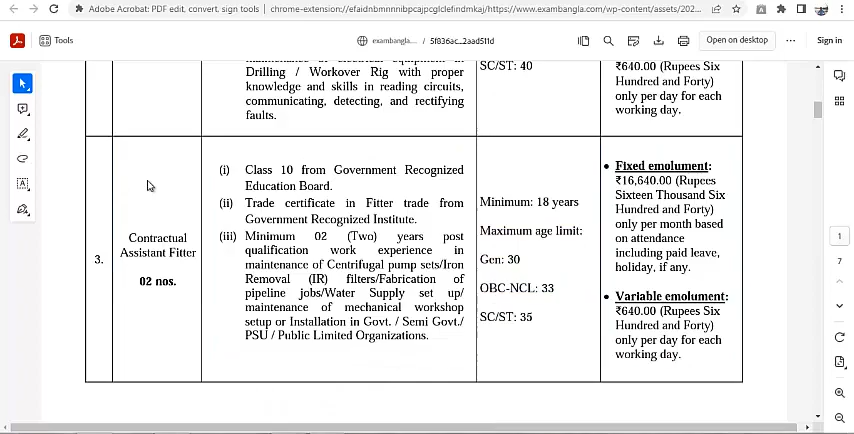 Adobe Acrobat: PDF edit, convert, sign tools | chrome-extension://efaidnbmnnnibpcajpcglclefindmkaj/https://www.exambangla.com/wp-content/assets/202...
Tools
exambangla... / 5f836ac...2aad511d
Open on desktop
Sign in
Drilling / Workover Rig with proper
knowledge and skills in reading circuits,
communicating, detecting, and rectifying
faults.
SC/ST: 40
₹640.00 (Rupees Six
Hundred and Forty)
only per day for each
working day.
3.
Contractual
Assistant Fitter
02 nos.
(i) Class 10 from Government Recognized
Education Board.
(ii) Trade certificate in Fitter trade from
Government Recognized Institute.
(iii) Minimum 02 (Two) years post
qualification work experience in
maintenance of Centrifugal pump sets/Iron
Removal (IR) filters/Fabrication of
pipeline jobs/Water Supply set up/
maintenance of mechanical workshop
setup or Installation in Govt. / Semi Govt./
PSU / Public Limited Organizations.
Minimum: 18 years
Maximum age limit:
Gen: 30
OBC-NCL: 33
SC/ST: 35
• Fixed emolument:
₹16,640.00 (Rupees
Sixteen Thousand Six
Hundred and Forty)
only per month based
on attendance
including paid leave,
holiday, if any.
• Variable emolument:
₹640.00 (Rupees Six
Hundred and Forty)
only per day for each
working day.
1
7